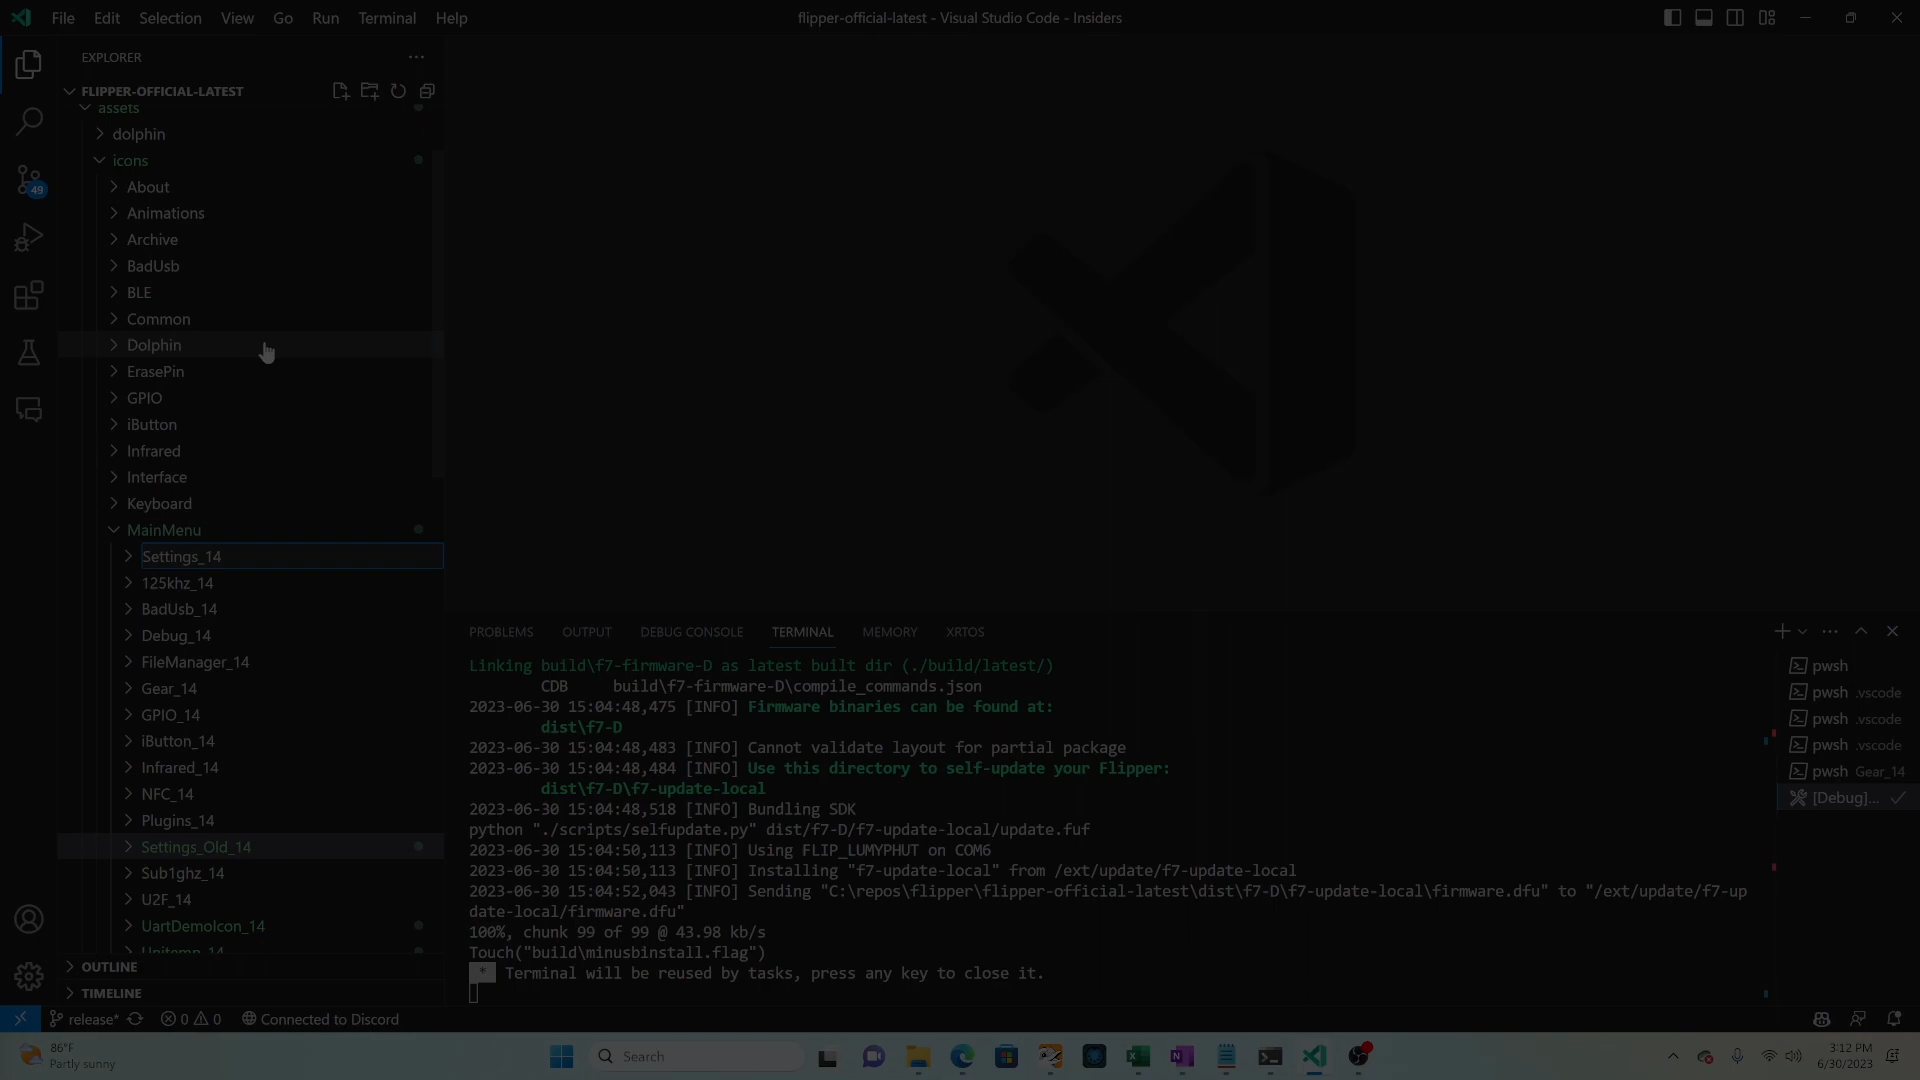 File Edit Selection View Go Run Terminal Help
flipper-official-latest - Visual Studio Code - Insiders
EXPLORER
FLIPPER-OFFICIAL-LATEST
assets
dolphin
icons
About
Animations
Archive
BadUsb
BLE
Common
Dolphin
ErasePin
GPIO
iButton
Infrared
Interface
Keyboard
MainMenu
Settings_14
125khz_14
BadUsb_14
Debug_14
FileManager_14
Gear_14
GPIO_14
iButton_14
Infrared_14
NFC_14
Plugins_14
Settings_Old_14
Sub1ghz_14
U2F_14
UartDemoIcon_14
Unitemp_14
OUTLINE
TIMELINE
49
PROBLEMS OUTPUT DEBUG CONSOLE TERMINAL MEMORY XRTOS
Linking build\f7-firmware-D as latest built dir (./build/latest/)
CDB build\f7-firmware-D\compile_commands.json
2023-06-30 15:04:48,475 [INFO] Firmware binaries can be found at:
dist\f7-D
2023-06-30 15:04:48,483 [INFO] Cannot validate layout for partial package
2023-06-30 15:04:48,484 [INFO] Use this directory to self-update your Flipper:
dist\f7-D\f7-update-local
2023-06-30 15:04:48,518 [INFO] Bundling SDK
python "./scripts/selfupdate.py" dist/f7-D/f7-update-local/update.fuf
2023-06-30 15:04:50,113 [INFO] Using FLIP_LUMYPHUT on COM6
2023-06-30 15:04:50,113 [INFO] Installing "f7-update-local" from /ext/update/f7-update-local
2023-06-30 15:04:52,043 [INFO] Sending "C:\repos\flipper\flipper-official-latest\dist\f7-D\f7-update-local\firmware.dfu" to "/ext/update/f7-up
date-local/firmware.dfu"
100%, chunk 99 of 99 @ 43.98 kb/s
Touch("build\minusbinstall.flag")
* Terminal will be reused by tasks, press any key to close it.
pwsh
pwsh .vscode
pwsh .vscode
pwsh .vscode
pwsh Gear_14
[Debug]...
release* 0 0 Connected to Discord
86°F
Partly sunny
Search
3:12 PM
6/30/2023